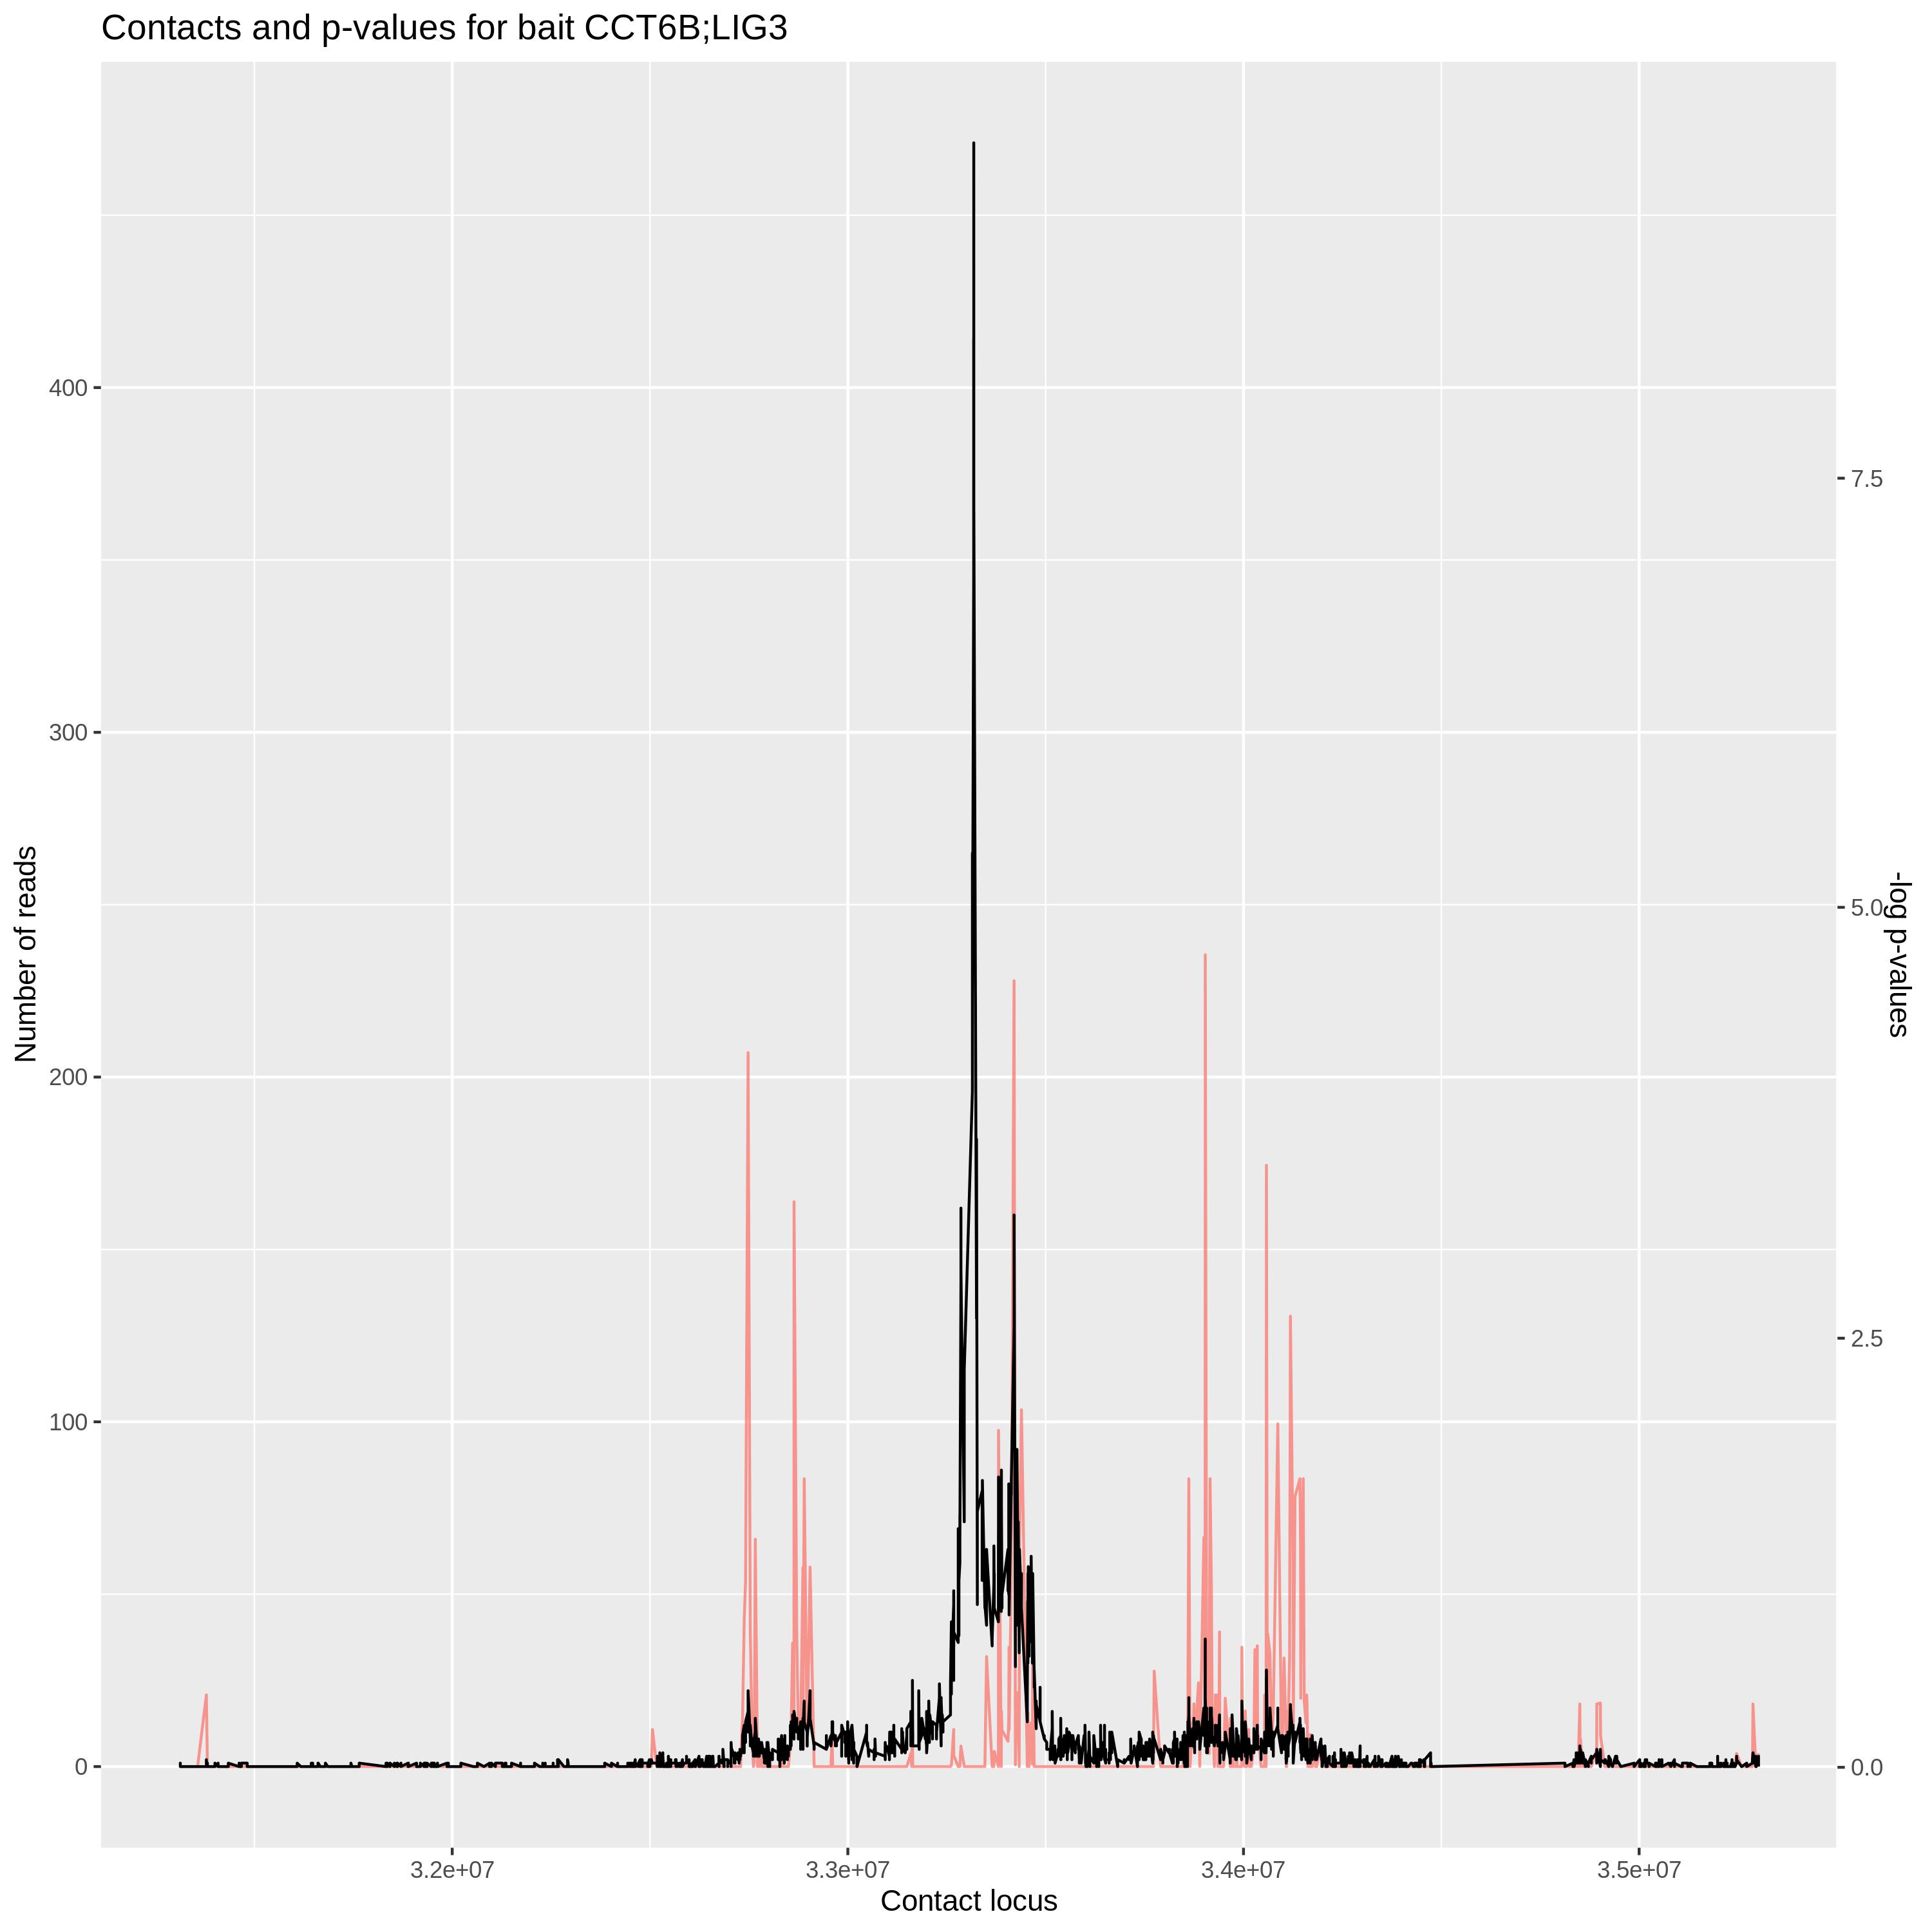 Contacts and p-values for bait CCT6B;LIG3
400
300
200
100
0
Number of reads
7.5
5.0
2.5
0.0
-log p-values
3.2e+07 3.3e+07 3.4e+07 3.5e+07
Contact locus